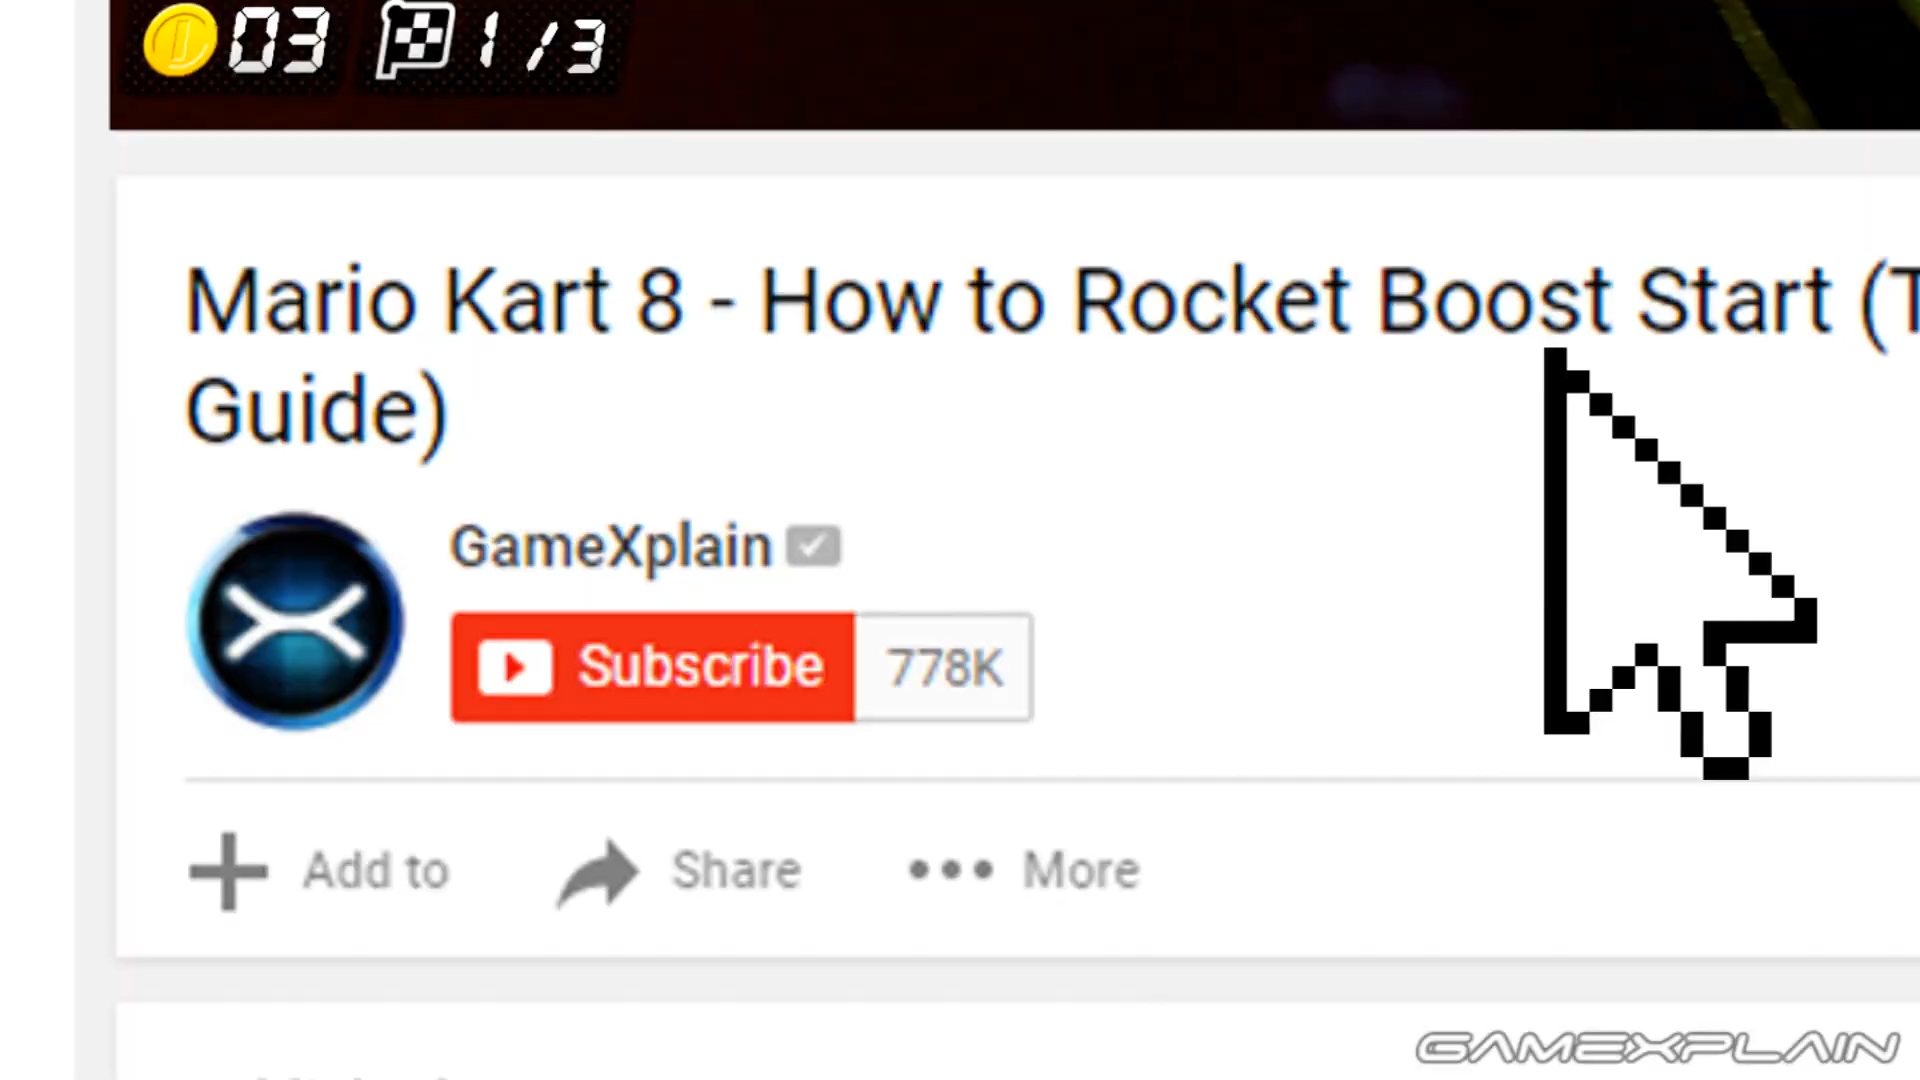 03 1/3
Mario Kart 8 - How to Rocket Boost Start (T
Guide)
GameXplain
Subscribe 778K
Add to Share More
GAMEXPLAIN